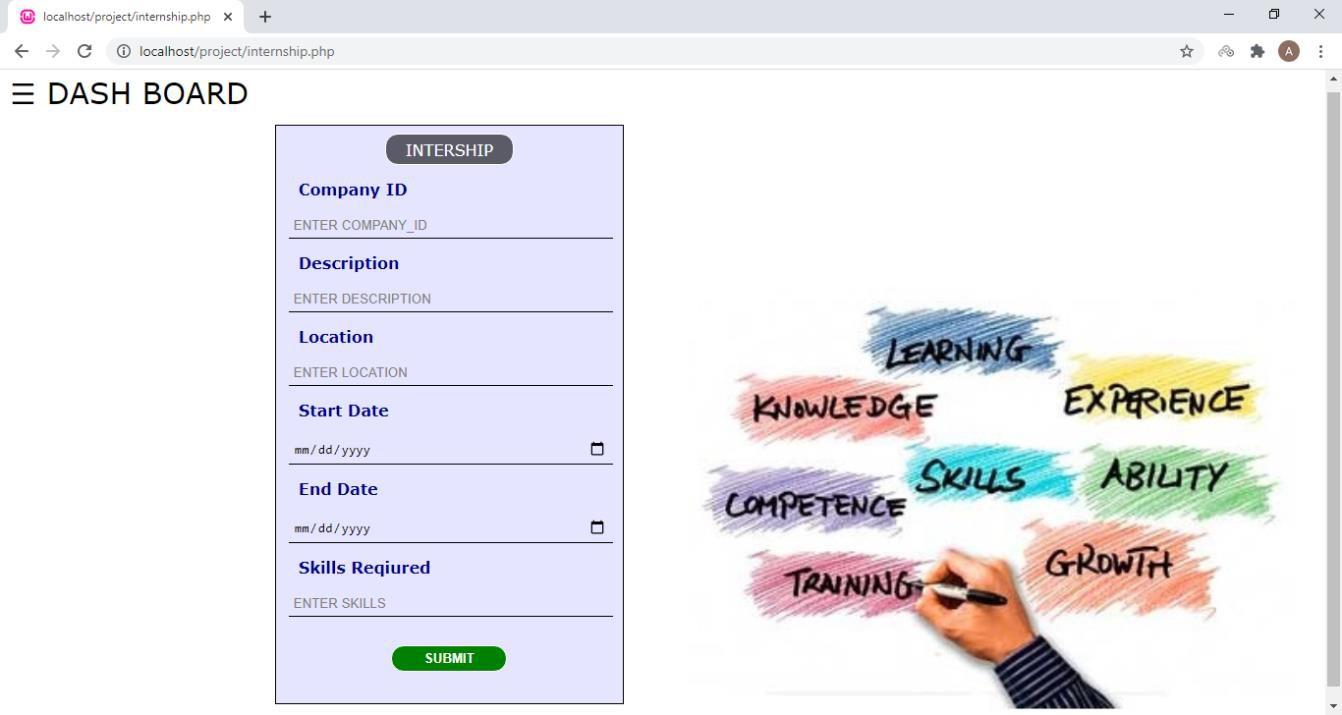 localhost/project/internship.php
localhost/project/internship.php
A
☰ DASH BOARD
INTERSHIP
Company ID
ENTER COMPANY_ID
Description
ENTER DESCRIPTION
Location
ENTER LOCATION
Start Date
mm/dd/yyyy
End Date
mm/dd/yyyy
Skills Reqiured
ENTER SKILLS
SUBMIT
LEARNING
KNOWLEDGE
EXPERIENCE
SKILLS
ABILITY
COMPETENCE
GROWTH
TRAINING